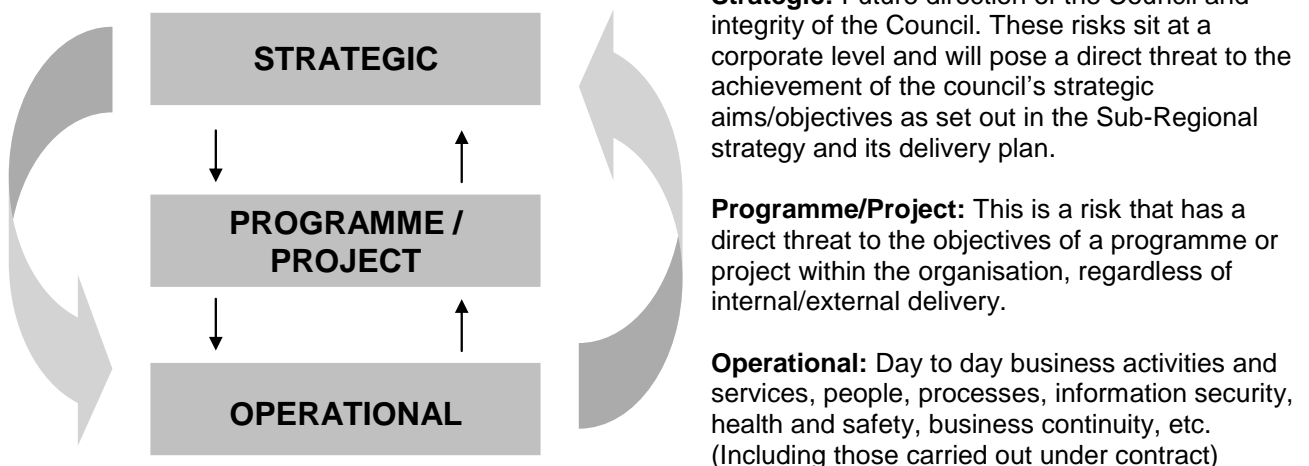 STRATEGIC
PROGRAMME /
PROJECT
OPERATIONAL
Strategic: Future direction of the Council and
integrity of the Council. These risks sit at a
corporate level and will pose a direct threat to the
achievement of the council’s strategic
aims/objectives as set out in the Sub-Regional
strategy and its delivery plan.
Programme/Project: This is a risk that has a
direct threat to the objectives of a programme or
project within the organisation, regardless of
internal/external delivery.
Operational: Day to day business activities and
services, people, processes, information security,
health and safety, business continuity, etc.
(Including those carried out under contract)